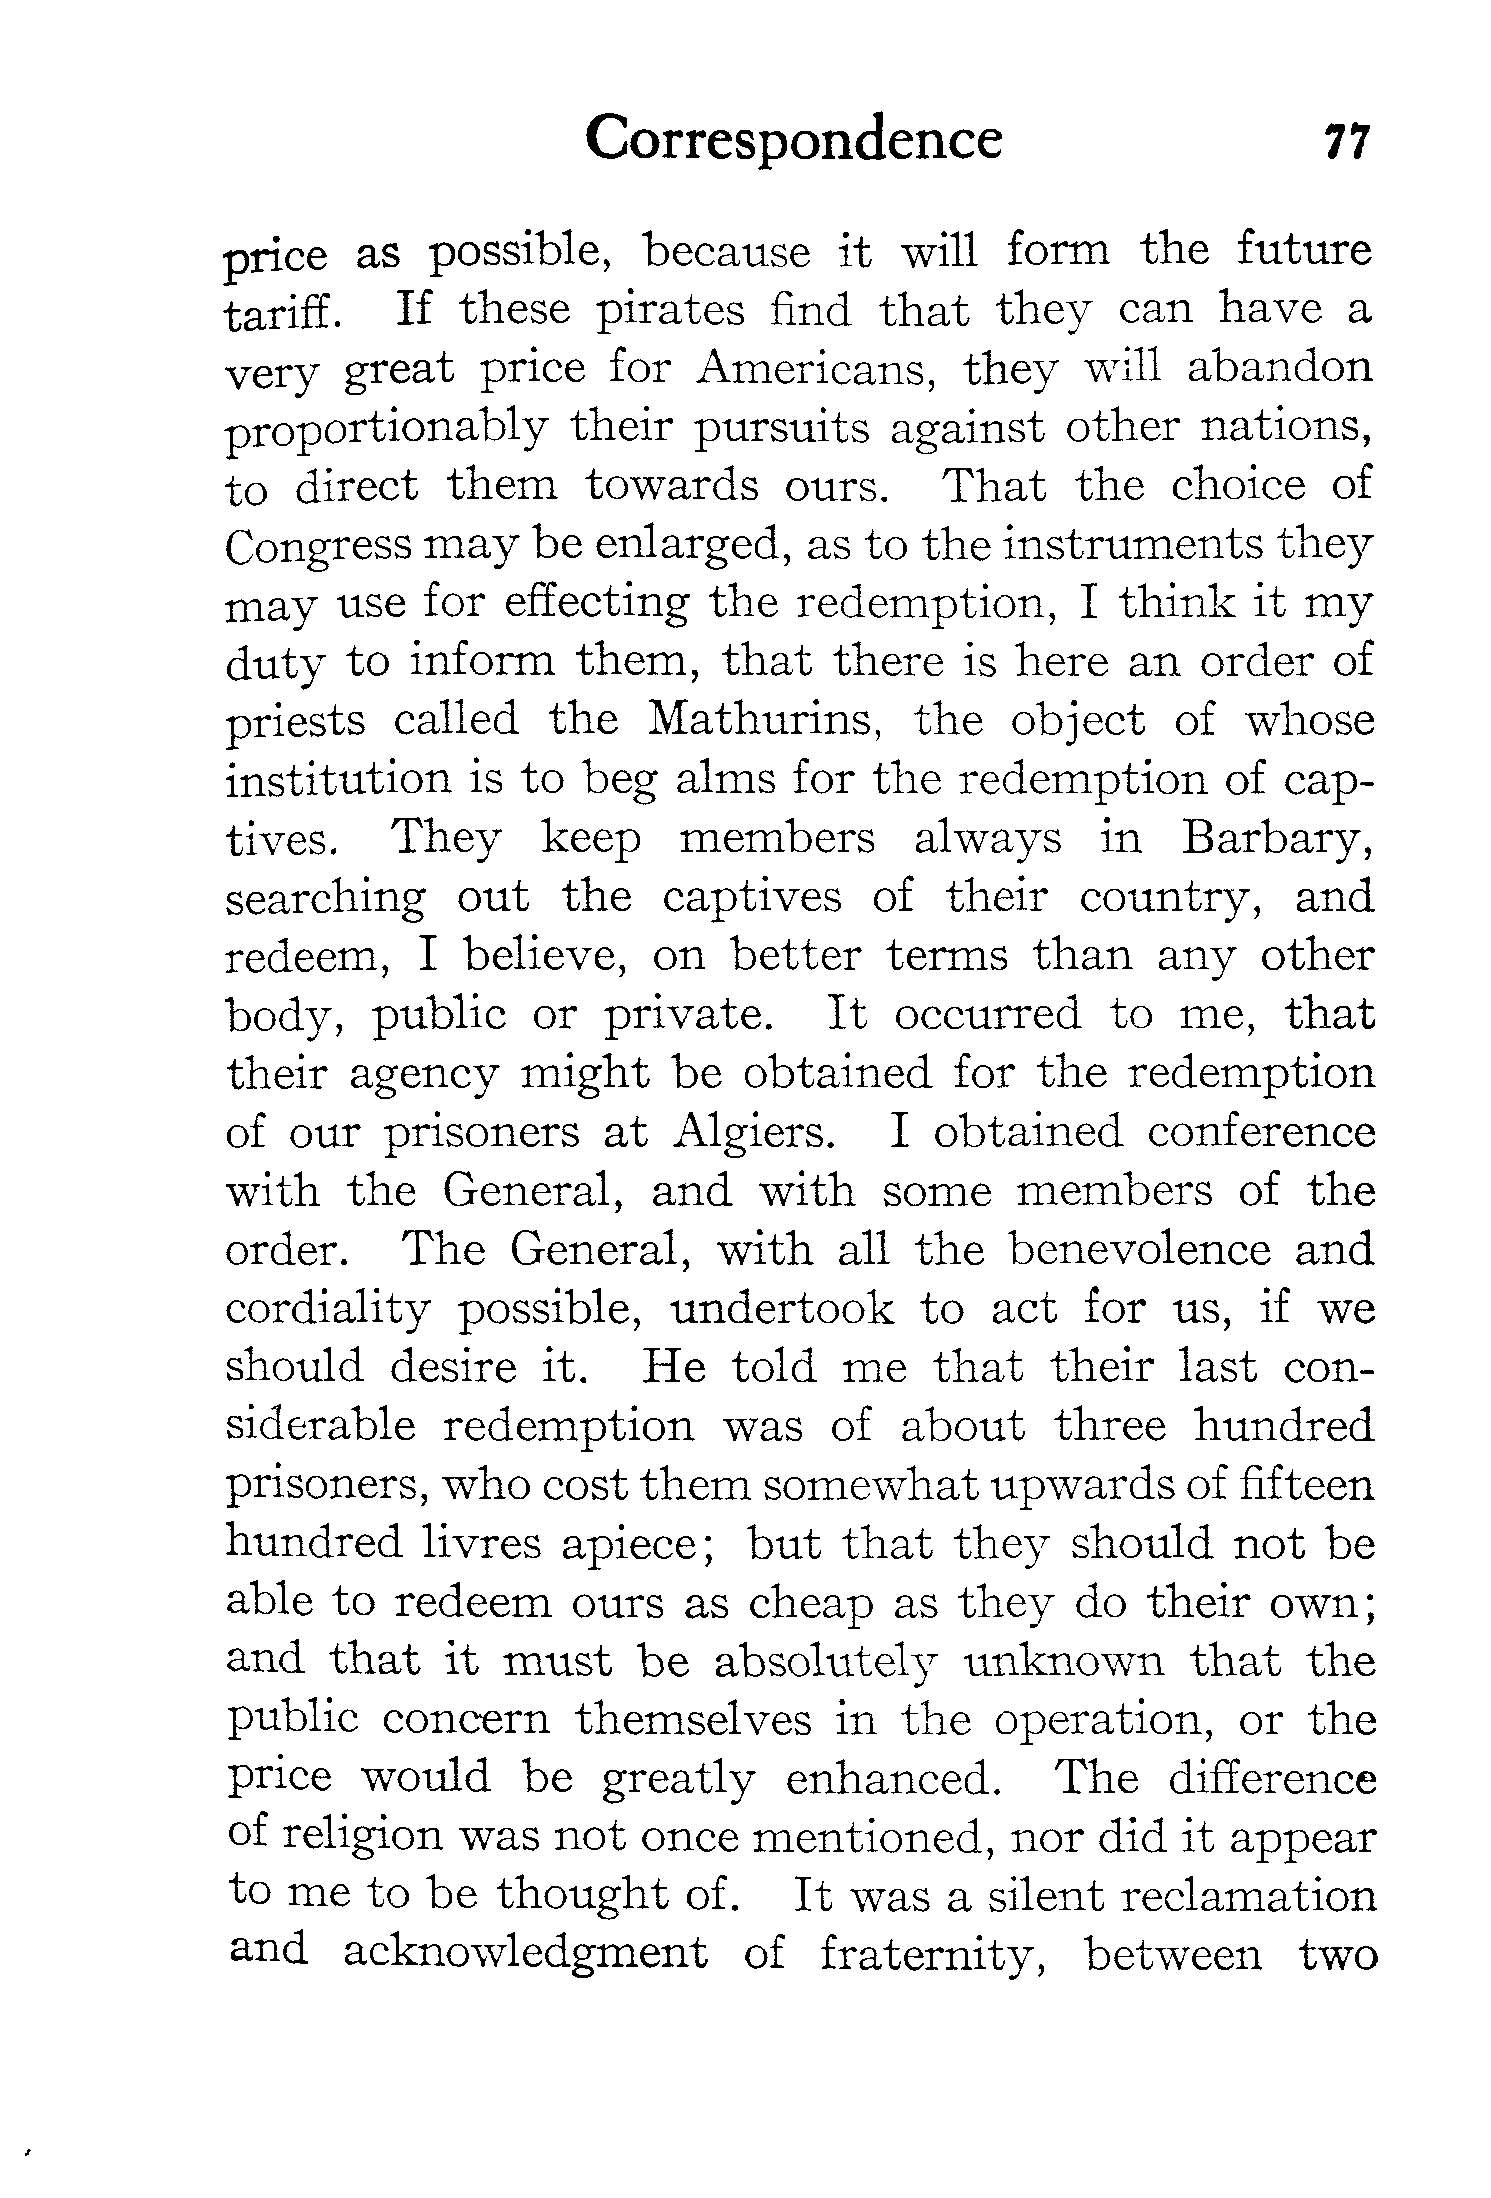 Correspondence 77
price as possible, because it will form the future
tariff. If these pirates find that they can have a
very great price for Americans, they will abandon
proportionably their pursuits against other nations,
to direct them towards ours. That the choice of
Congress may be enlarged, as to the instruments they
may use for effecting the redemption, I think it my
duty to inform them, that there is here an order of
priests called the Mathurins, the object of whose
institution is to beg alms for the redemption of cap-
tives. They keep members always in Barbary,
searching out the captives of their country, and
redeem, I believe, on better terms than any other
body, public or private. It occurred to me, that
their agency might be obtained for the redemption
of our prisoners at Algiers. I obtained conference
with the General, and with some members of the
order. The General, with all the benevolence and
cordiality possible, undertook to act for us, if we
should desire it. He told me that their last con-
siderable redemption was of about three hundred
prisoners, who cost them somewhat upwards of fifteen
hundred livres apiece; but that they should not be
able to redeem ours as cheap as they do their own;
and that it must be absolutely unknown that the
public concern themselves in the operation, or the
price would be greatly enhanced. The difference
of religion was not once mentioned, nor did it appear
to me to be thought of. It was a silent reclamation
and acknowledgment of fraternity, between two